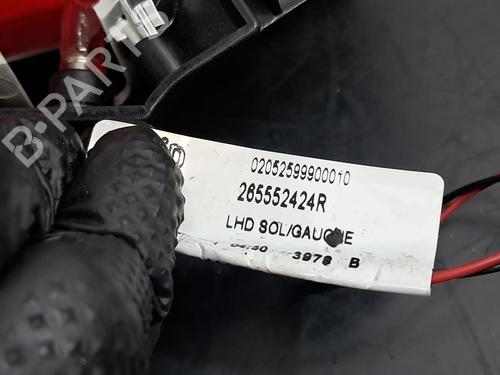 B-PARTS
02052599900010
265552424R
LHD SOL/GAUCHE
3978 B